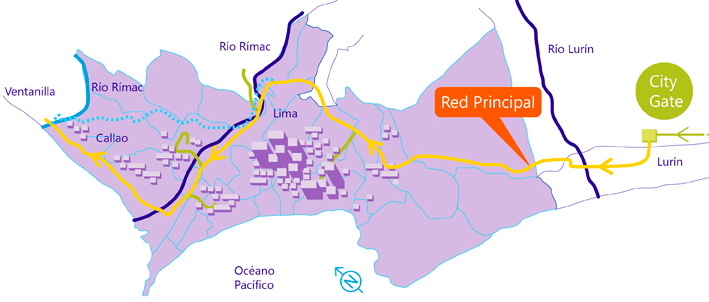 Río Rímac
Río Lurín
Ventanilla
Río Rímac
City
Gate
Red Principal
Lima
Callao
Lurín
Océano
Pacífico
N